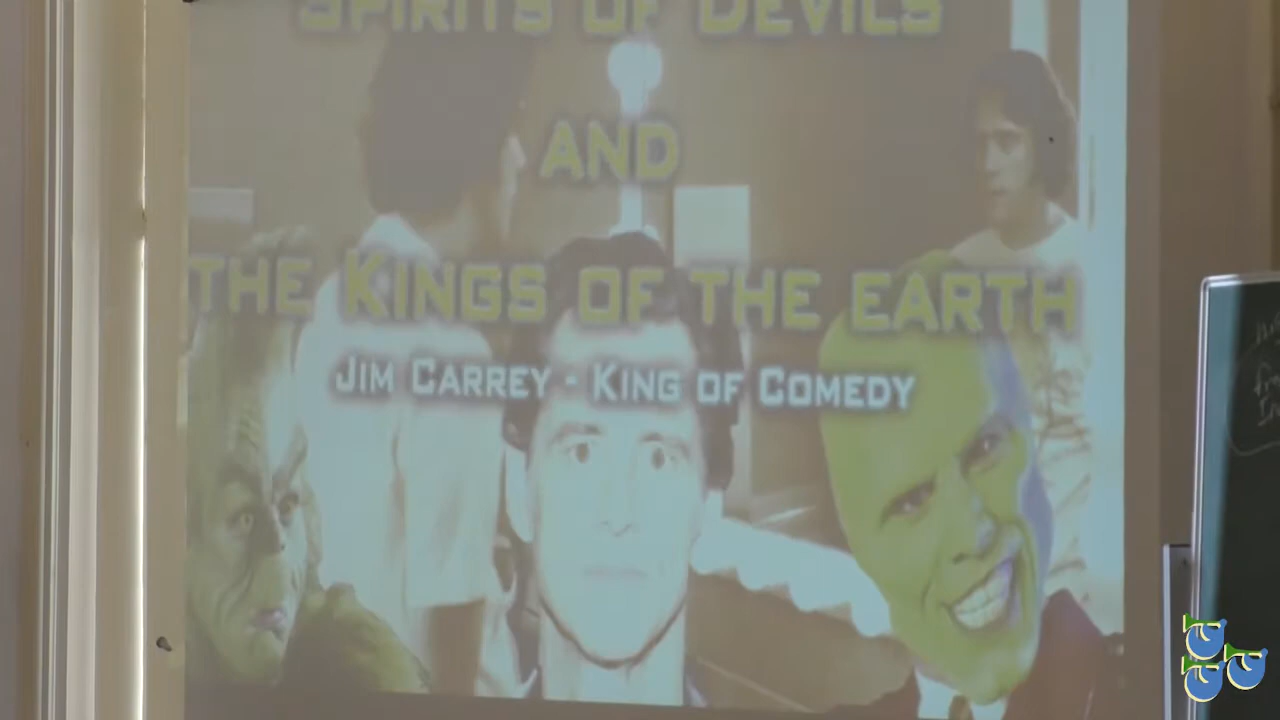 SPIRITS OF DEVILS
AND
THE KINGS OF THE EARTH
JIM CARREY - KING OF COMEDY